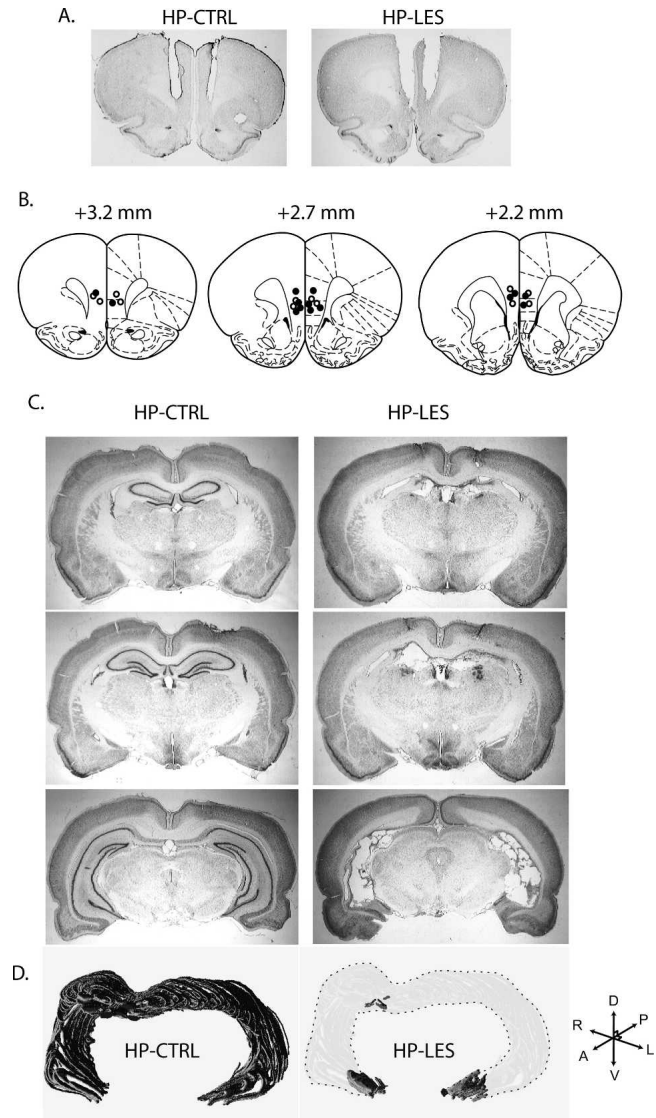 A.
HP-CTRL HP-LES
B.
+3.2 mm +2.7 mm +2.2 mm
C.
HP-CTRL HP-LES
D.
HP-CTRL HP-LES
D
R P
A L
V